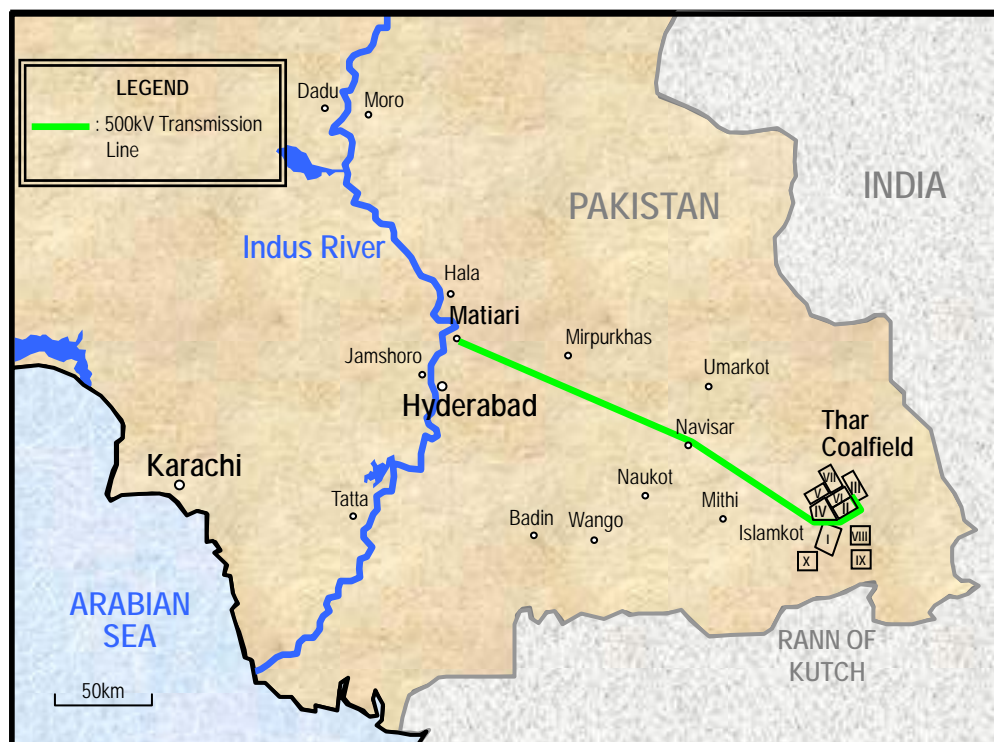 LEGEND
: 500kV Transmission
Line
Dadu
Moro
PAKISTAN
INDIA
Indus River
Hala
Matiari
Mirpurkhas
Jamshoro
Umarkot
Hyderabad
Thar
Coalfield
Navisar
Karachi
VII
III
Naukot
V
VI
Tatta
Mithi
IV
II
Badin
Wango
Islamkot
I
VIII
X
IX
ARABIAN
SEA
RANN OF
KUTCH
50km